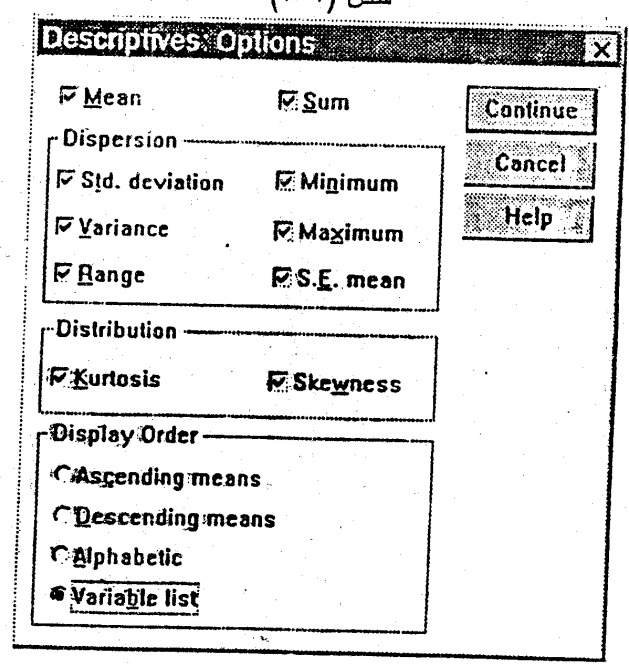 Descriptives: Options
Mean
Sum
Continue
Dispersion
Cancel
Std. deviation
Minimum
Help
Variance
Maximum
Range
S.E. mean
Distribution
Kurtosis
Skewness
Display Order
Ascending means
Descending means
Alphabetic
Variable list